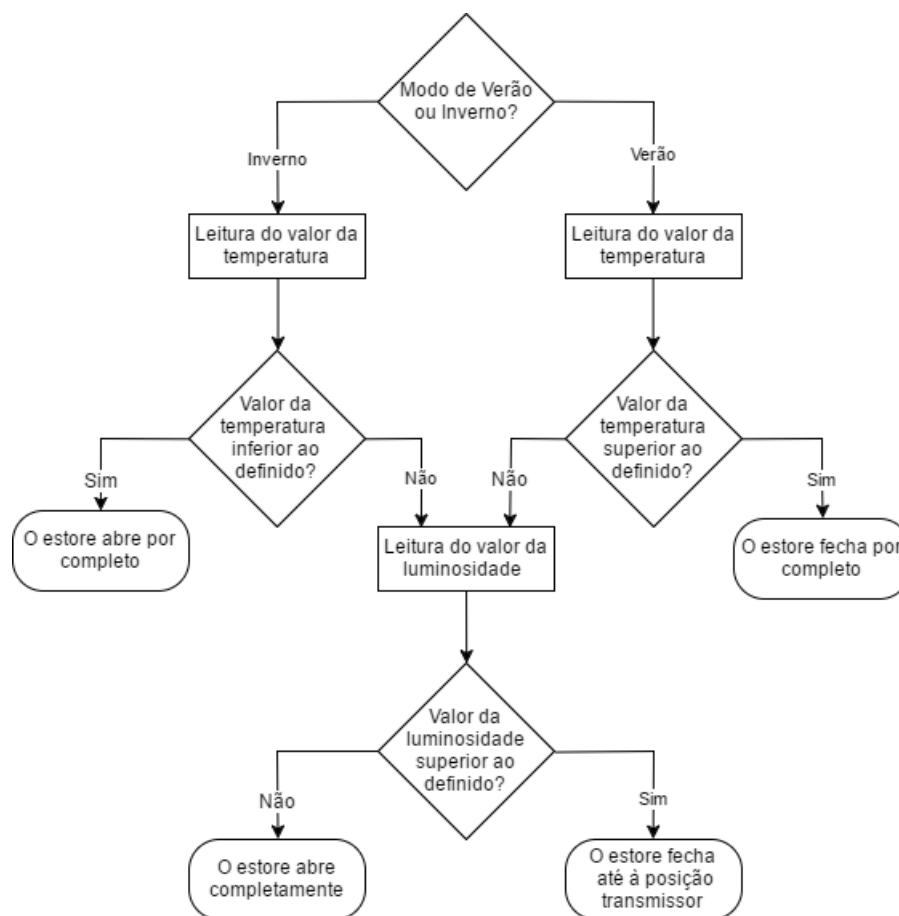 Modo de Verão
ou Inverno?
Inverno
Verão
Leitura do valor da
temperatura
Leitura do valor da
temperatura
Valor da
temperatura
inferior ao
definido?
Valor da
temperatura
superior ao
definido?
Sim
Não
Não
Sim
O estore abre por
completo
Leitura do valor da
luminosidade
O estore fecha por
completo
Valor da
luminosidade
superior ao
definido?
Não
Sim
O estore abre
completamente
O estore fecha
até à posição
transmissor